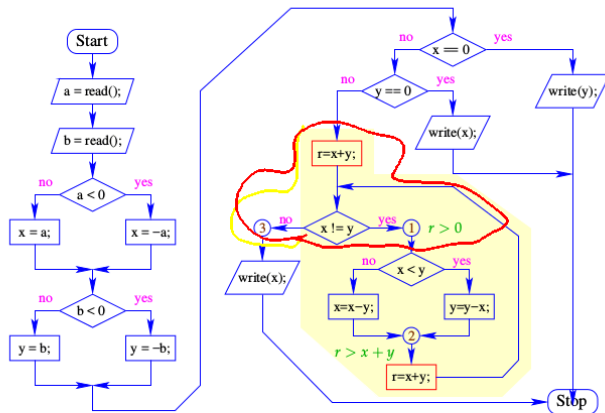 Start
a = read();
b = read();
a < 0
no
yes
x = a;
x = −a;
b < 0
no
yes
y = b;
y = −b;
x == 0
no
yes
y == 0
no
yes
write(y);
write(x);
r=x+y;
3
no
x != y
yes
1
r > 0
write(x);
no
x < y
yes
x=x−y;
y=y−x;
2
r > x + y
r=x+y;
Stop